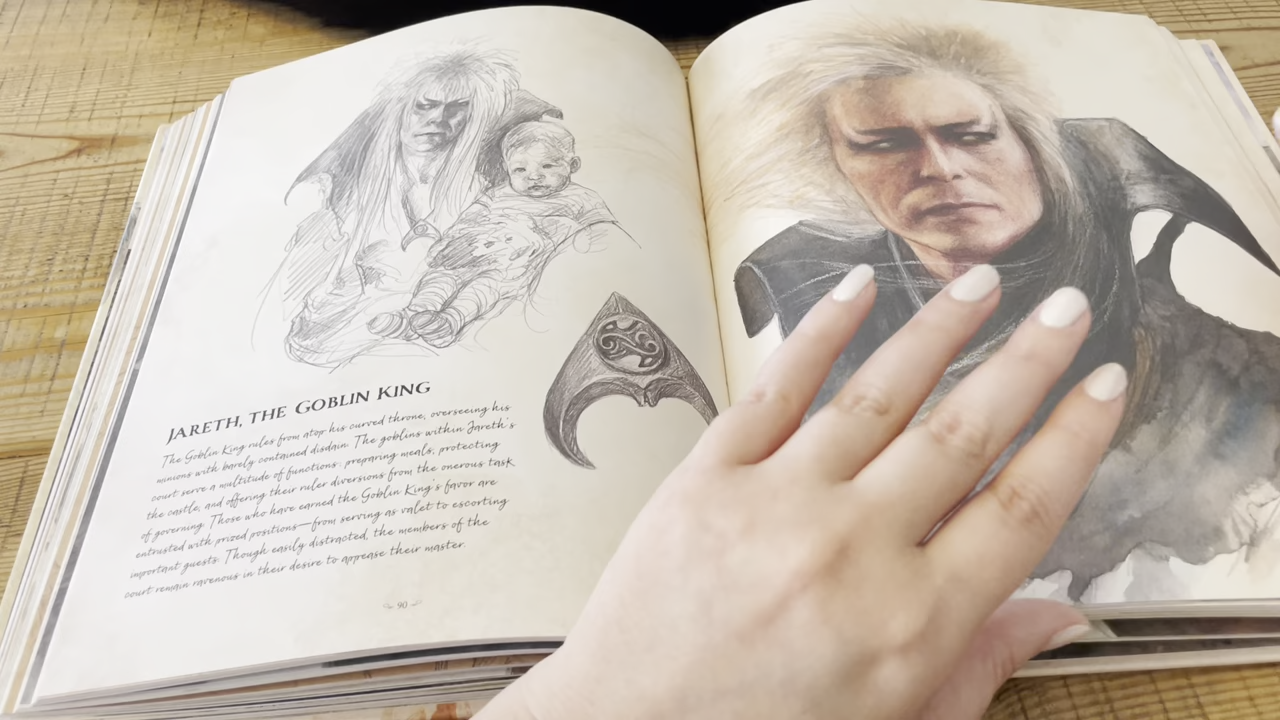 JARETH, THE GOBLIN KING
The Goblin King rules from atop his curved throne, overseeing his
minions with barely contained disdain. The goblins within Jareth's
court serve a multitude of functions: preparing meals, protecting
the castle, and offering their ruler diversions from the onerous task
of governing. Those who have earned the Goblin King's favor are
entrusted with prized positions—from serving as valet to escorting
important guests. Though easily distracted, the members of the
court remain ravenous in their desire to appease their master.
90